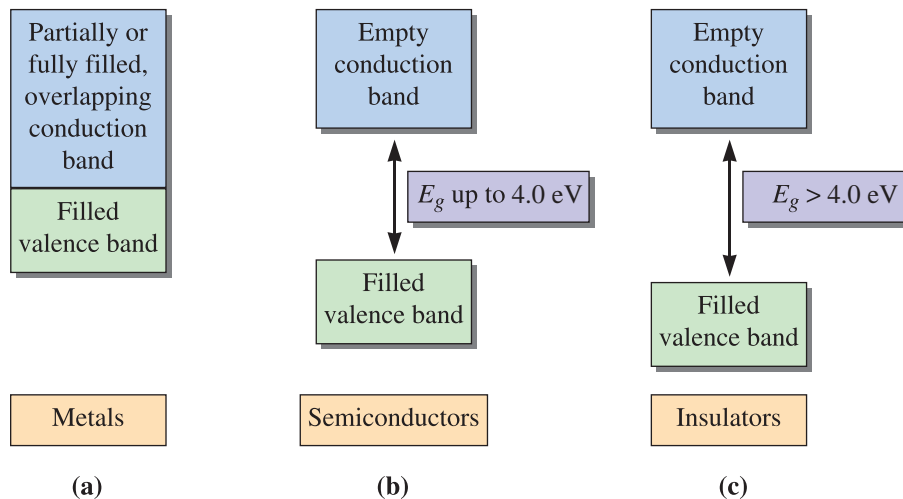 Partially or
fully filled,
overlapping
conduction
band
Filled
valence band
Metals
(a)
Empty
conduction
band
E_g up to 4.0 eV
Filled
valence band
Semiconductors
(b)
Empty
conduction
band
E_g > 4.0 eV
Filled
valence band
Insulators
(c)